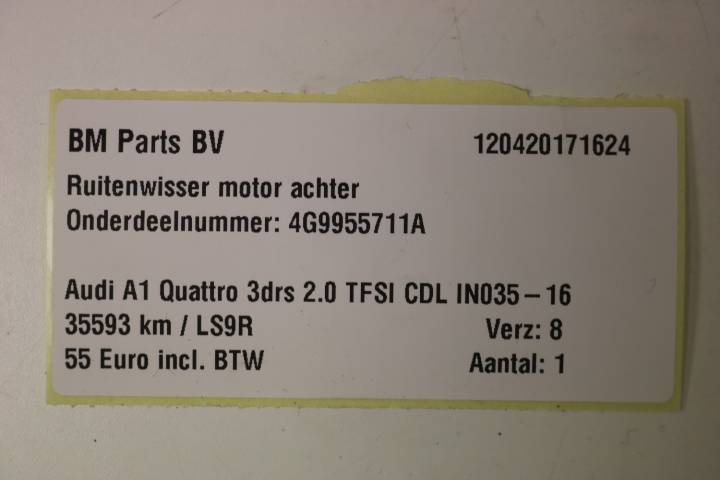 BM Parts BV 120420171624
Ruitenwisser motor achter
Onderdeelnummer: 4G9955711A
Audi A1 Quattro 3drs 2.0 TFSI CDL IN035-16
35593 km / LS9R Verz: 8
55 Euro incl. BTW Aantal: 1